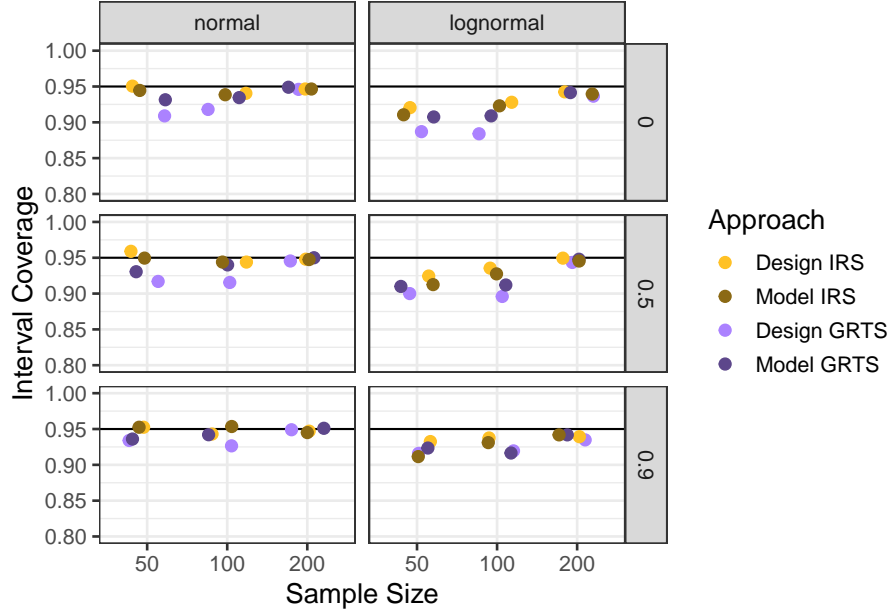 normal
lognormal
1.00
0.95
0.90
0.85
0.80
0
1.00
0.95
0.90
0.85
0.80
0.5
1.00
0.95
0.90
0.85
0.80
0.9
50
100
200
50
100
200
Interval Coverage
Sample Size
Approach
Design IRS
Model IRS
Design GRTS
Model GRTS